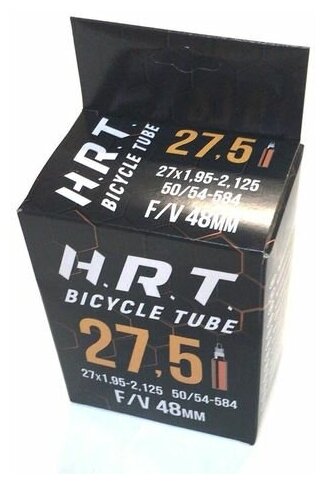 H.R.T.
BICYCLE TUBE
27,5
27x1.95-2,125
50/54-584
F/V 48MM
H.R.T.
BICYCLE TUBE
27,5
27x1,95-2,125 50/54-584
F/V 48MM